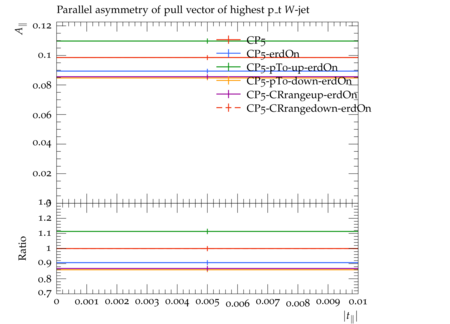 Parallel asymmetry of pull vector of highest p_t W-jet
A∥
0.12
0.1
0.08
0.06
0.04
0.02
0
CP5
CP5-erdOn
CP5-pTo-up-erdOn
CP5-pTo-down-erdOn
CP5-CRrangeup-erdOn
CP5-CRrangedown-erdOn
Ratio
1.3
1.2
1.1
1
0.9
0.8
0.7
0 0.001 0.002 0.003 0.004 0.005 0.006 0.007 0.008 0.009 0.01
|t∥|